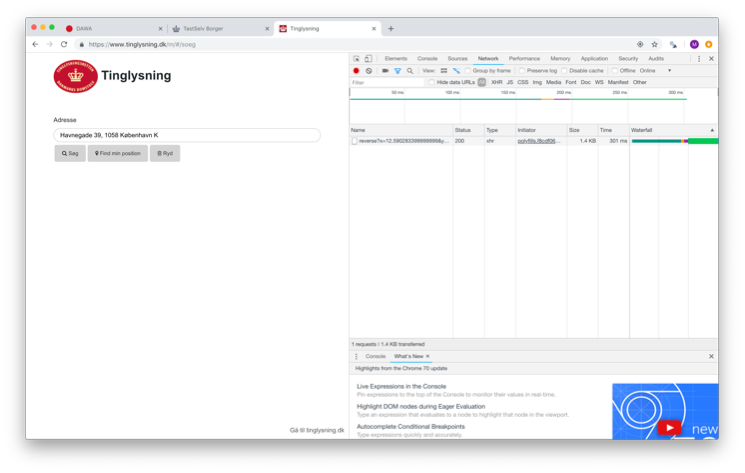 DAWA
TastSelv Borger
Tinglysning
https://www.tinglysning.dk/m/#/soeg
M
Tinglysning
Adresse
Havnegade 39, 1058 København K
Søg
Find min position
Ryd
Gå til tinglysning.dk
Elements Console Sources Network Performance Memory Application Security Audits
View: Group by frame Preserve log Disable cache Offline Online
Filter Hide data URLs All XHR JS CSS Img Media Font Doc WS Manifest Other
50 ms 100 ms 150 ms 200 ms 250 ms 300 ms
Name Status Type Initiator Size Time Waterfall
200 xhr 1.4 KB 301 ms
1 requests | 1.4 KB transferred
Console What's New
Highlights from the Chrome 70 update
Live Expressions in the Console
Pin expressions to the top of the Console to monitor their values in real-time.
Highlight DOM nodes during Eager Evaluation
Type an expression that evaluates to a node to highlight that node in the viewport.
Autocomplete Conditional Breakpoints
Type expressions quickly and accurately.
new